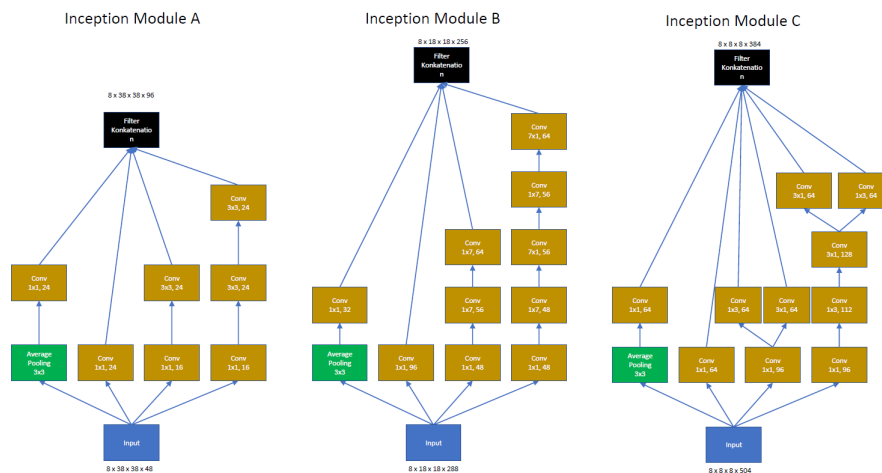 Inception Module A
8 x 38 x 38 x 96
Filter
Konkatenatio
n
Conv
3x3, 24
Conv
1x1, 24
Conv
3x3, 24
Conv
3x3, 24
Average
Pooling
3x3
Conv
1x1, 24
Conv
1x1, 16
Conv
1x1, 16
Input
8 x 38 x 38 x 48
Inception Module B
8 x 18 x 18 x 256
Filter
Konkatenatio
n
Conv
7x1, 64
Conv
1x7, 56
Conv
1x7, 64
Conv
7x1, 56
Conv
1x1, 32
Conv
1x7, 56
Conv
1x7, 48
Average
Pooling
3x3
Conv
1x1, 96
Conv
1x1, 48
Conv
1x1, 48
Input
8 x 18 x 18 x 288
Inception Module C
8 x 8 x 8 x 384
Filter
Konkatenatio
n
Conv
3x1, 64
Conv
1x3, 64
Conv
3x1, 128
Conv
1x1, 64
Conv
1x3, 64
Conv
3x1, 64
Conv
1x3, 112
Average
Pooling
3x3
Conv
1x1, 64
Conv
1x1, 96
Conv
1x1, 96
Input
8 x 8 x 8 x 504